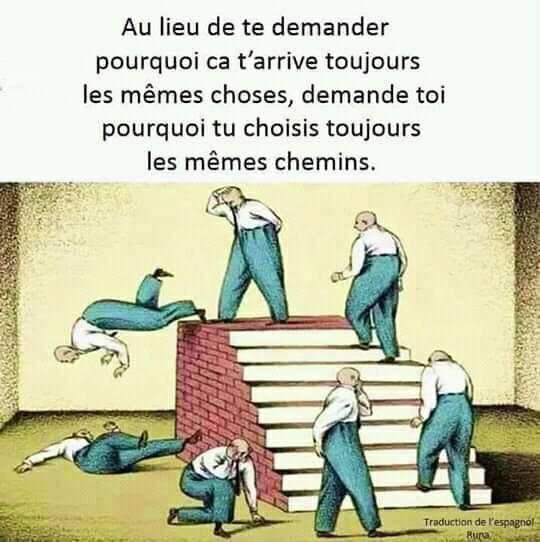 Au lieu de te demander
pourquoi ca t’arrive toujours
les mêmes choses, demande toi
pourquoi tu choisis toujours
les mêmes chemins.
Traduction de l'espagnol
Runa.